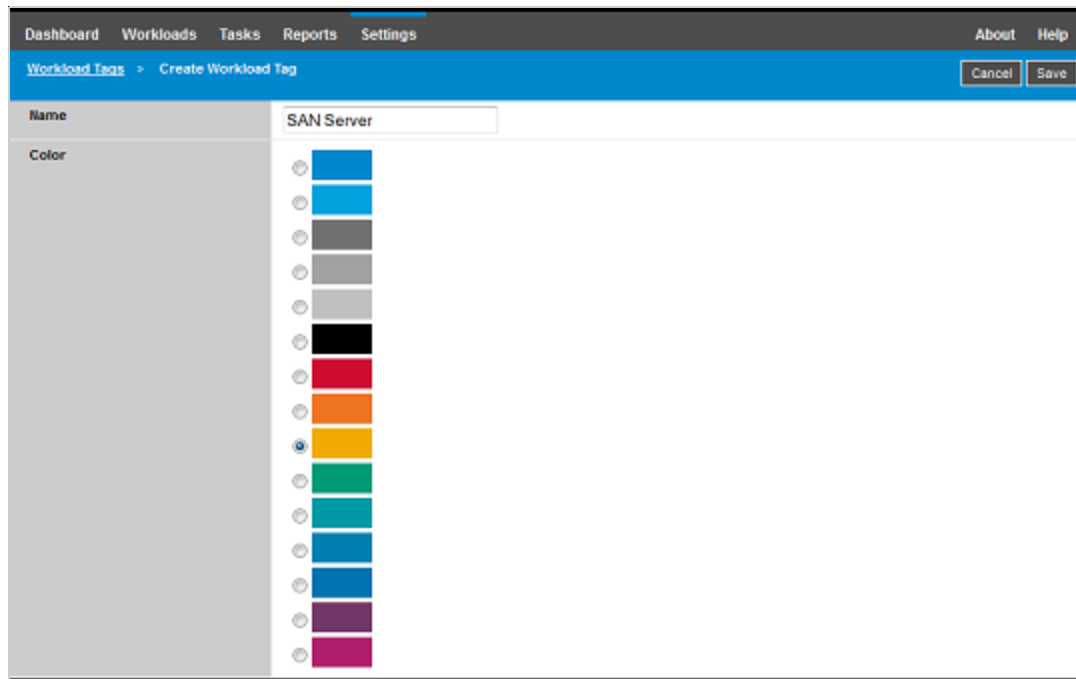 Dashboard Workloads Tasks Reports Settings About Help
Workload Tags > Create Workload Tag Cancel Save
Name SAN Server
Color